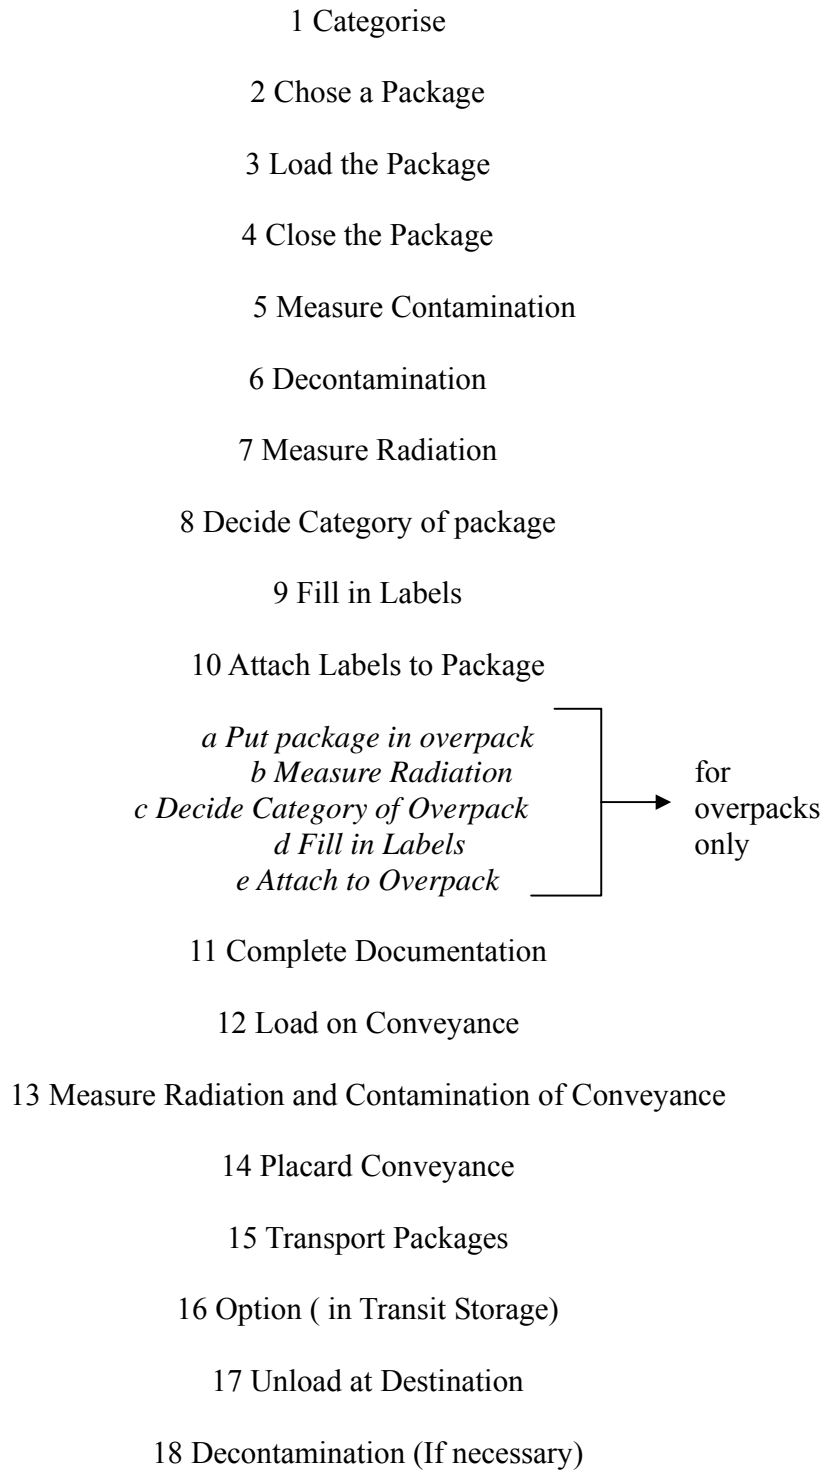 1 Categorise
2 Chose a Package
3 Load the Package
4 Close the Package
5 Measure Contamination
6 Decontamination
7 Measure Radiation
8 Decide Category of package
9 Fill in Labels
10 Attach Labels to Package
a Put package in overpack
b Measure Radiation
c Decide Category of Overpack
d Fill in Labels
e Attach to Overpack
for
overpacks
only
11 Complete Documentation
12 Load on Conveyance
13 Measure Radiation and Contamination of Conveyance
14 Placard Conveyance
15 Transport Packages
16 Option ( in Transit Storage)
17 Unload at Destination
18 Decontamination (If necessary)